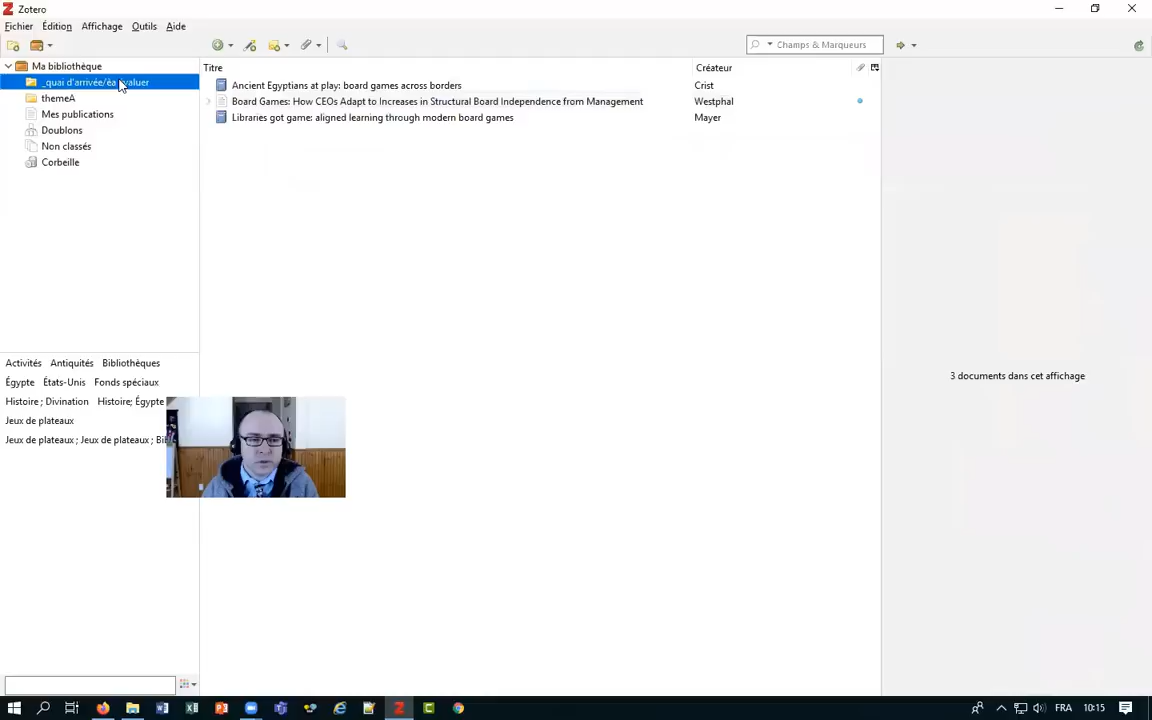 Zotero
Fichier Édition Affichage Outils Aide
Champs & Marqueurs
Ma bibliothèque
_quai d'arrivée/èa
valuer
themeA
Mes publications
Doublons
Non classés
Corbeille
Titre Créateur
Ancient Egyptians at play: board games across borders Crist
Board Games: How CEOs Adapt to Increases in Structural Board Independence from Management Westphal
Libraries got game: aligned learning through modern board games Mayer
3 documents dans cet affichage
Activités Antiquités Bibliothèques
Égypte États-Unis Fonds spéciaux
Histoire ; Divination Histoire; Égypte
Jeux de plateaux
Jeux de plateaux ; Jeux de plateaux ; Bi
FRA 10:15